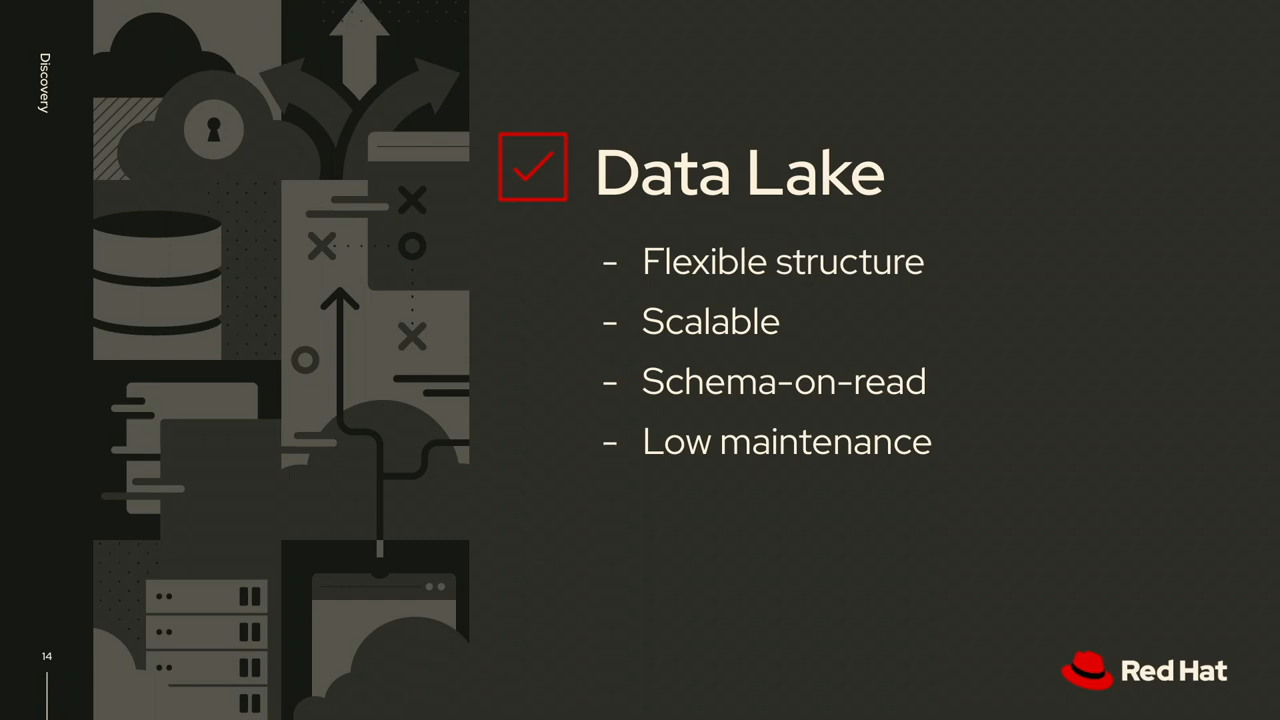 Discovery
Data Lake
- Flexible structure
- Scalable
- Schema-on-read
- Low maintenance
14
Red Hat